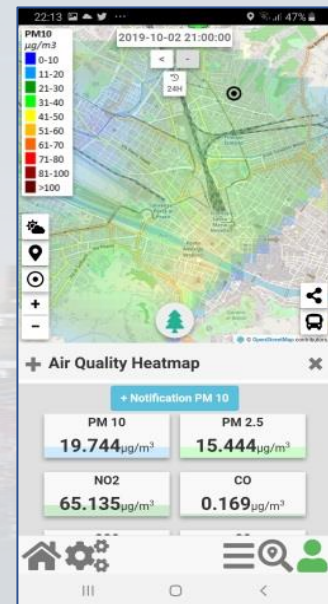 22:13
47%
PM10
µg/m³
0-10
11-20
21-30
31-40
41-50
51-60
61-70
71-80
81-100
>100
2019-10-02 21:00:00
<
-
24H
+
-
© OpenStreetMap contributors
Air Quality Heatmap
+ Notification PM 10
PM 10
19.744µg/m³
PM 2.5
15.444µg/m³
NO2
65.135µg/m³
CO
0.169µg/m³